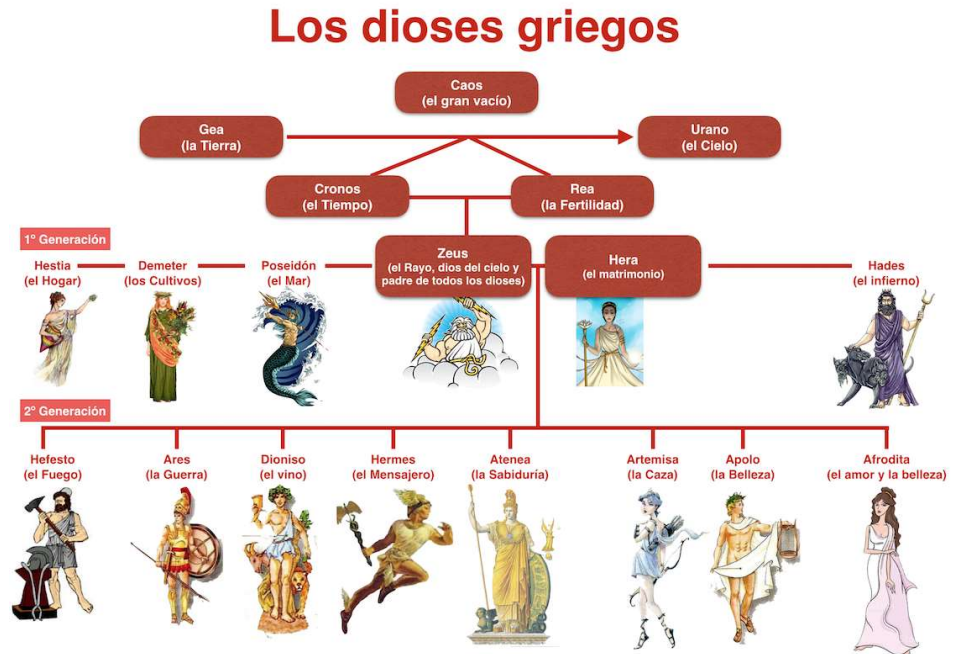 Los dioses griegos
Caos
(el gran vacío)
Gea
(la Tierra)
Urano
(el Cielo)
Cronos
(el Tiempo)
Rea
(la Fertilidad)
1º Generación
Hestia
(el Hogar)
Demeter
(los Cultivos)
Poseidón
(el Mar)
Zeus
(el Rayo, dios del cielo y
padre de todos los dioses)
Hera
(el matrimonio)
Hades
(el infierno)
2º Generación
Hefesto
(el Fuego)
Ares
(la Guerra)
Dioniso
(el vino)
Hermes
(el Mensajero)
Atenea
(la Sabiduría)
Artemisa
(la Caza)
Apolo
(la Belleza)
Afrodita
(el amor y la belleza)